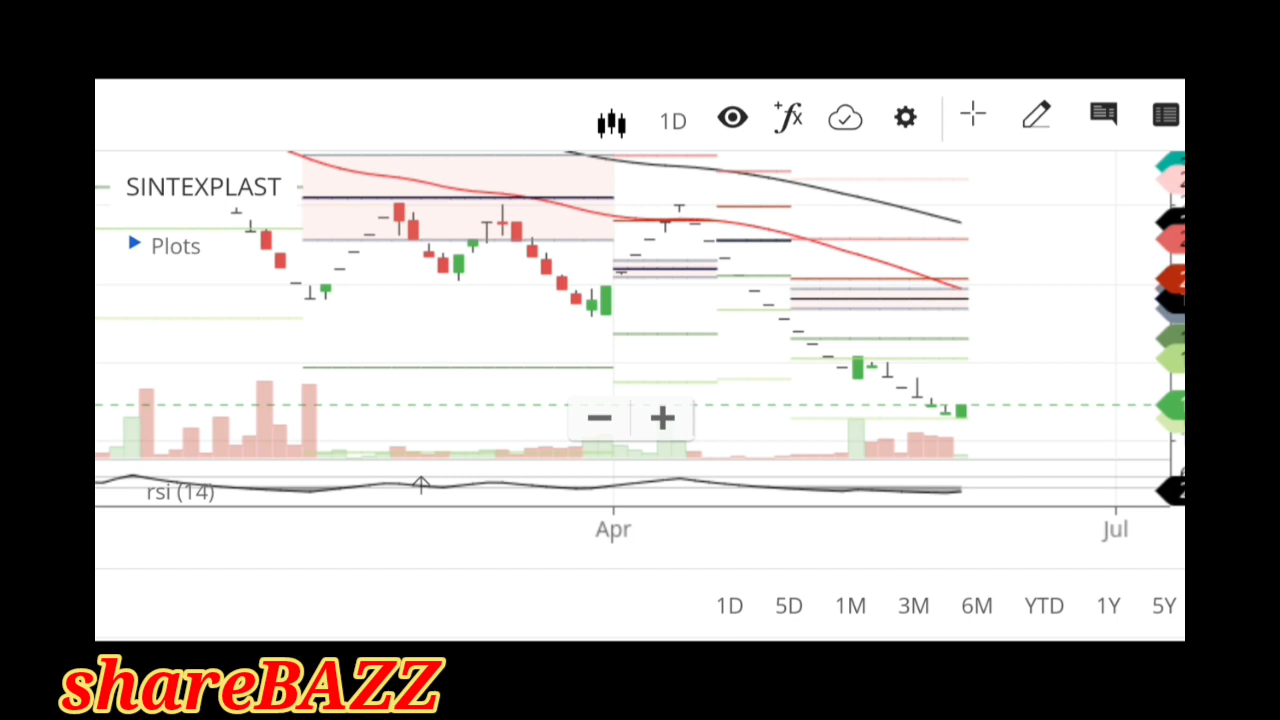 1D
SINTEXPLAST
Plots
rsi (14)
Apr Jul
1D 5D 1M 3M 6M YTD 1Y 5Y
shareBAZZ